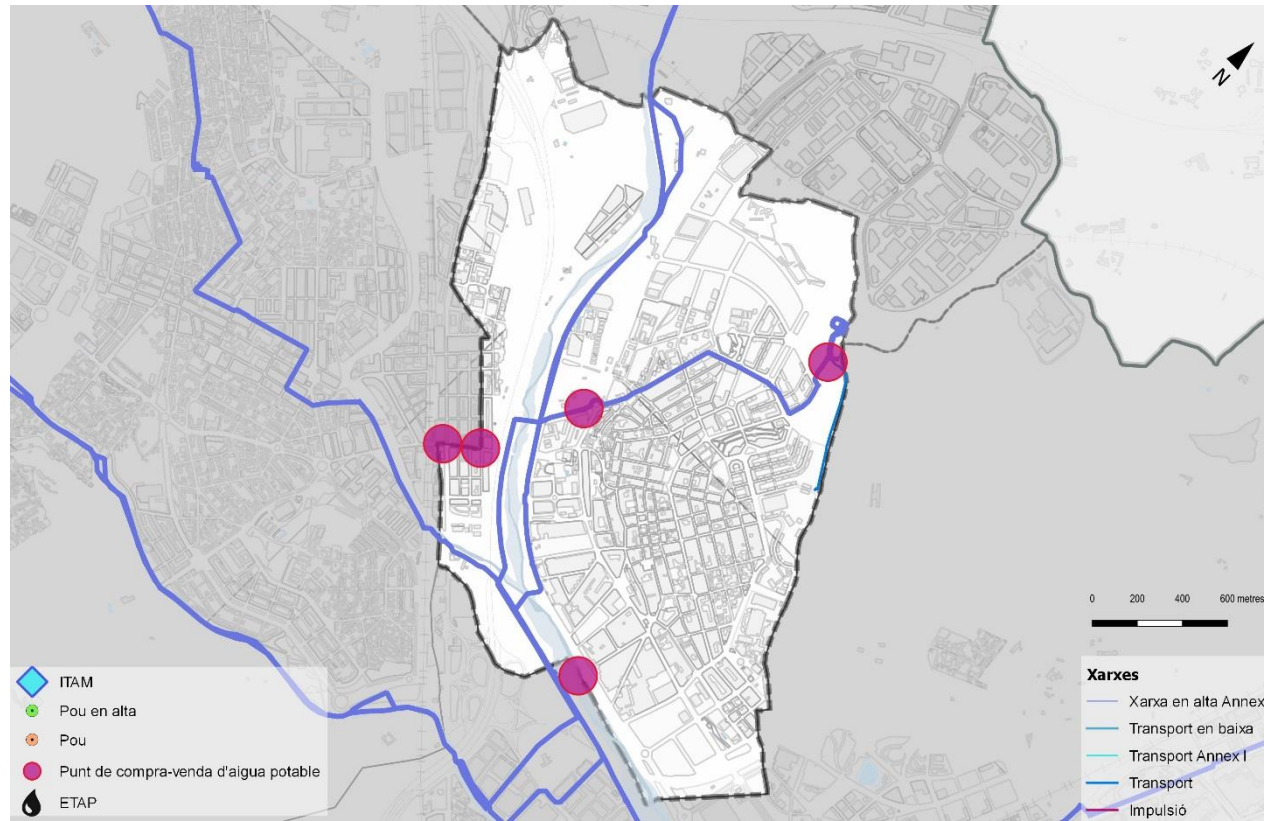 N
0 200 400 600 metres
ITAM
Pou en alta
Pou
Punt de compra-venda d'aigua potable
ETAP
Xarxes
Xarxa en alta Annex
Transport en baixa
Transport Annex I
Transport
Impulsió